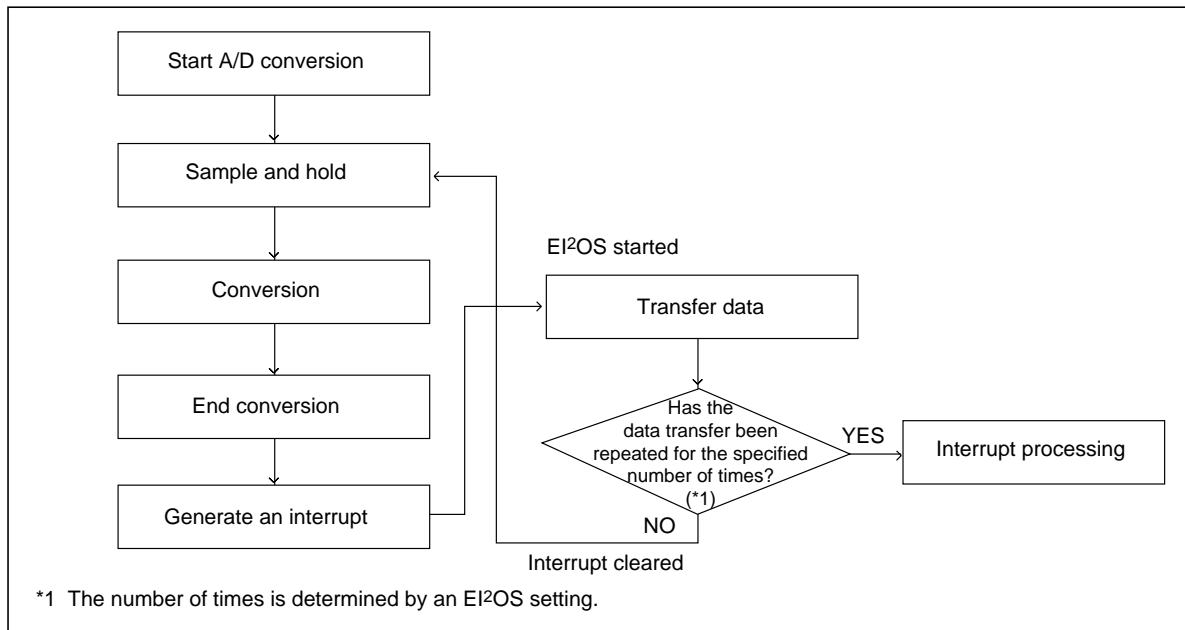 Start A/D conversion
Sample and hold
Conversion
End conversion
Generate an interrupt
EI²OS started
Transfer data
Has the
data transfer been
repeated for the specified
number of times?
(*1)
YES
Interrupt processing
NO
Interrupt cleared
*1 The number of times is determined by an EI²OS setting.